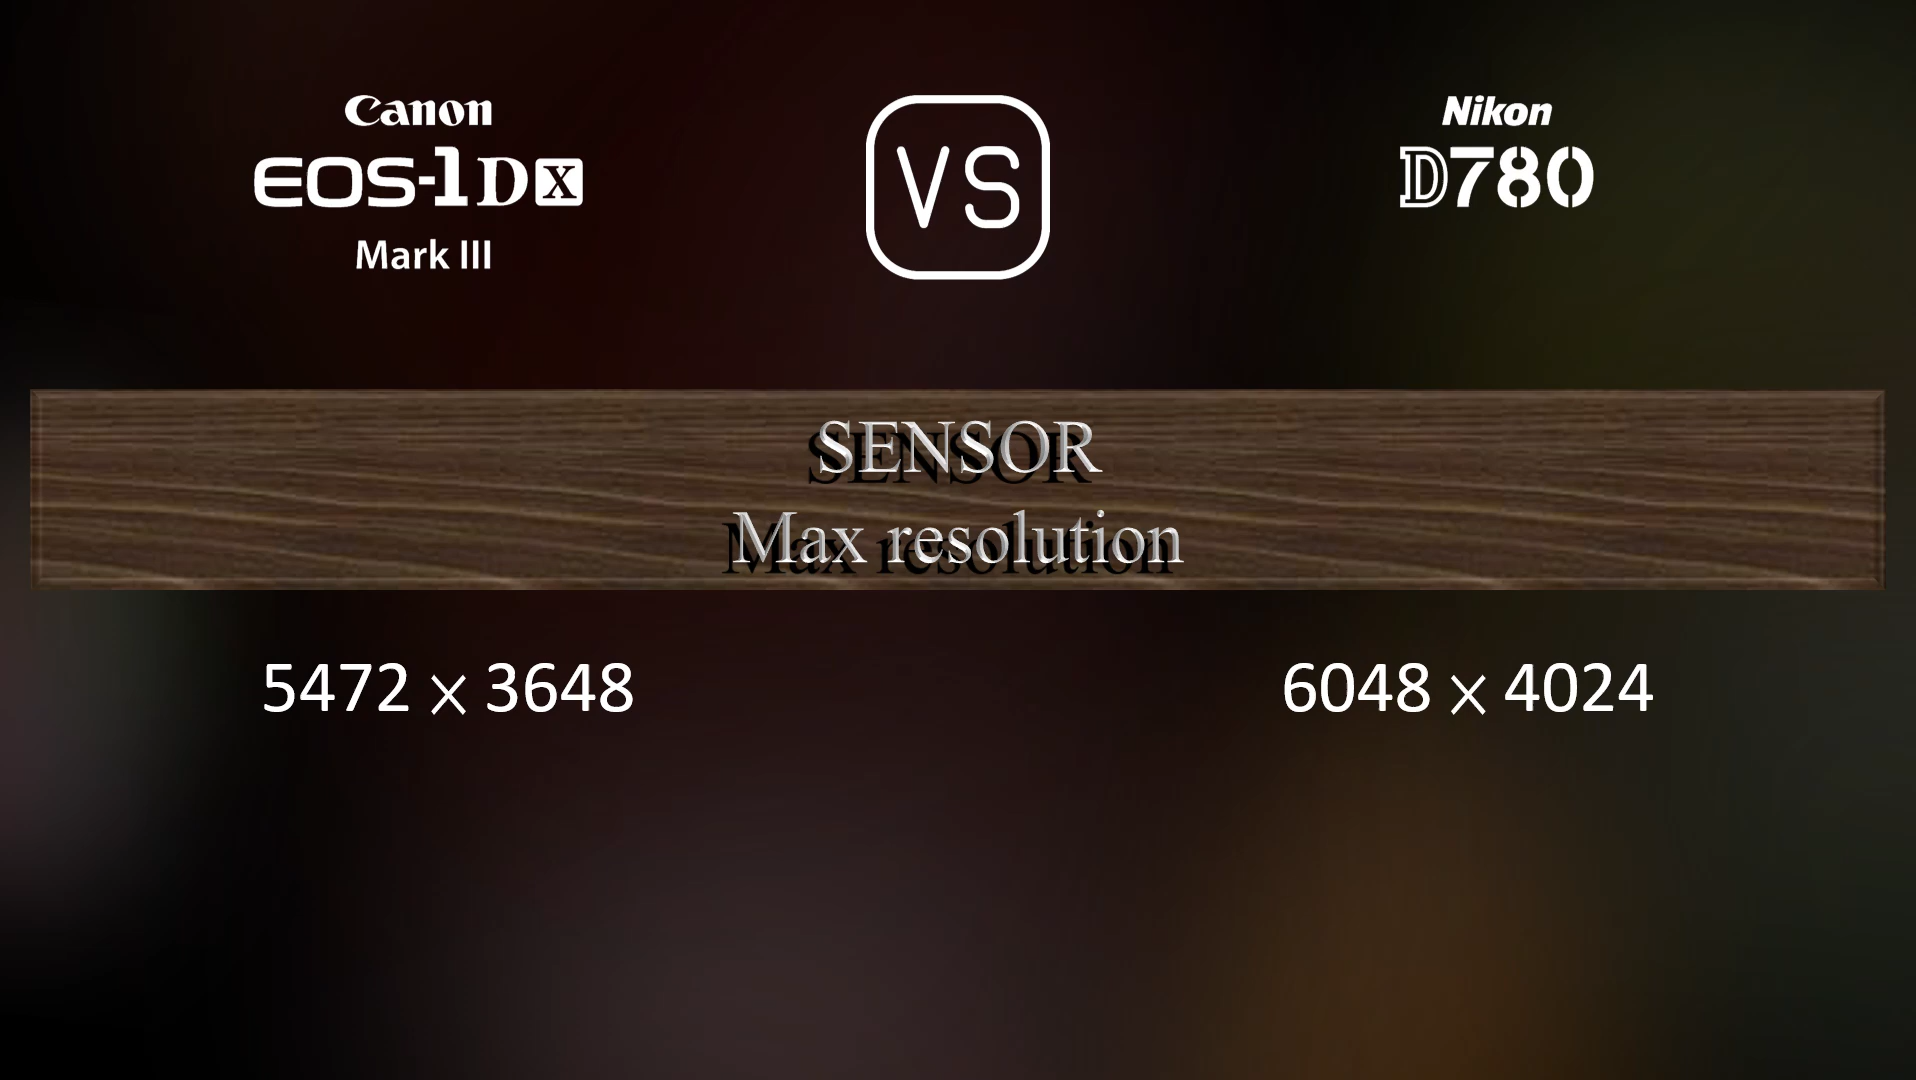 Canon
EOS-1DX
Mark III
VS
Nikon
D780
SENSOR
Max resolution
5472 x 3648
6048 x 4024